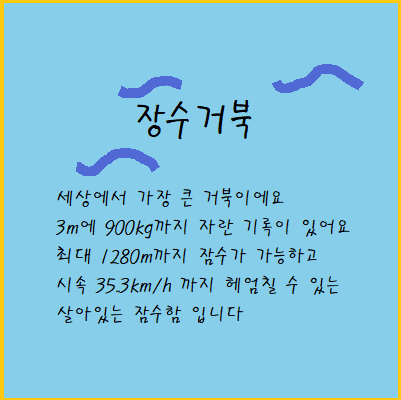 장수거북
세상에서 가장 큰 거북이에요
3m에 900kg까지 자란 기록이 있어요
최대 1280m까지 잠수가 가능하고
시속 35.3km/h 까지 헤엄칠 수 있는
살아있는 잠수함 입니다